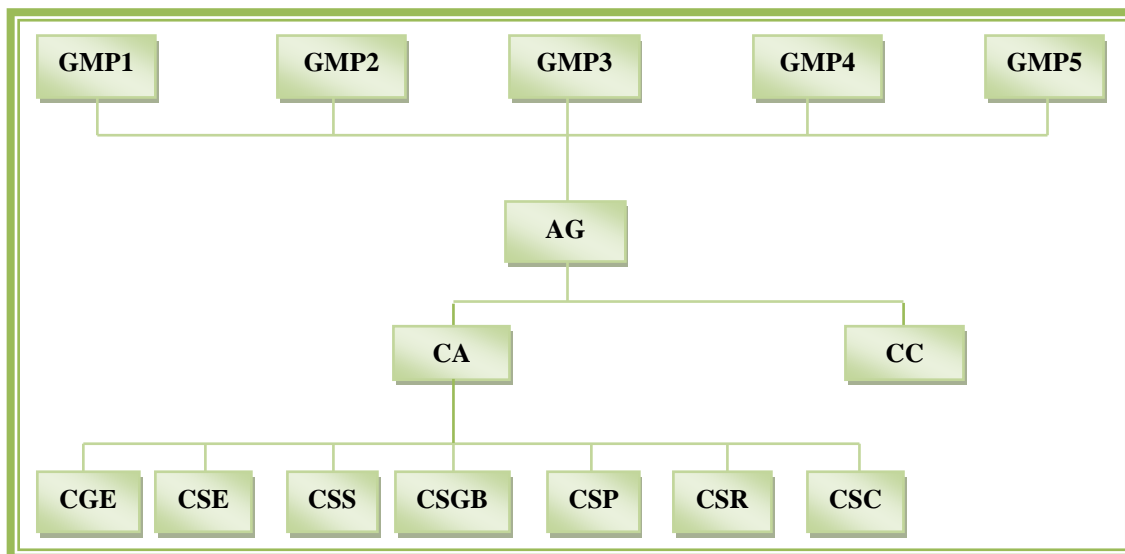 GMP1 GMP2 GMP3 GMP4 GMP5
AG
CA CC
CGE CSE CSS CSGB CSP CSR CSC